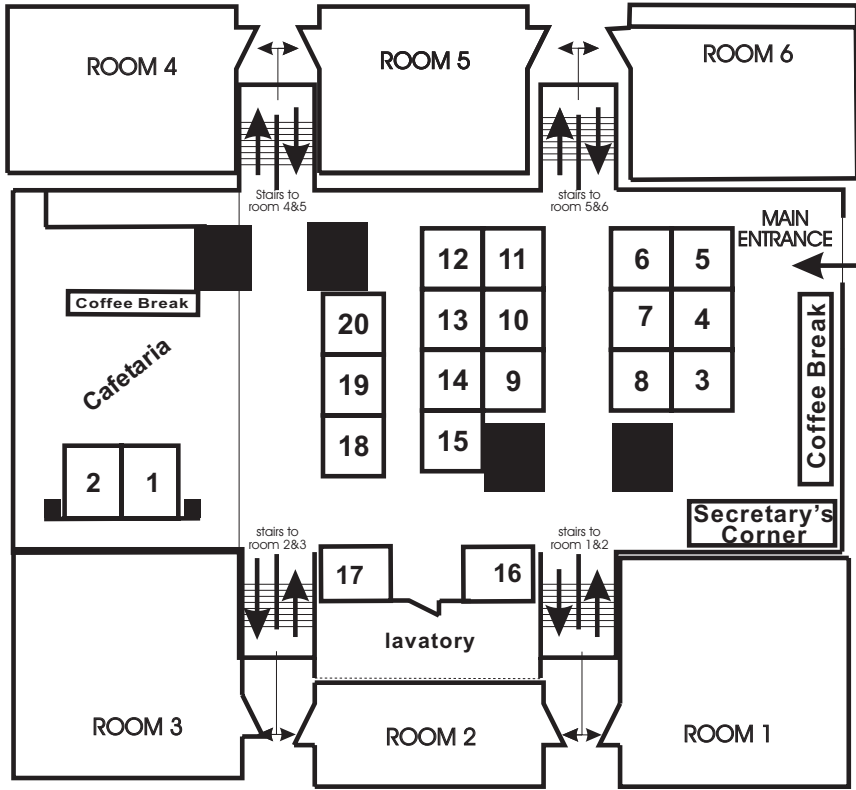 ROOM 4
ROOM 5
ROOM 6
Stairs to
room 4&5
stairs to
room 5&6
MAIN
ENTRANCE
12
11
6
5
Coffee Break
20
13
10
7
4
Cafetaria
Coffee Break
19
14
9
8
3
18
15
2
1
Secretary's
Corner
stairs to
room 2&3
stairs to
room 1&2
17
16
lavatory
ROOM 3
ROOM 2
ROOM 1